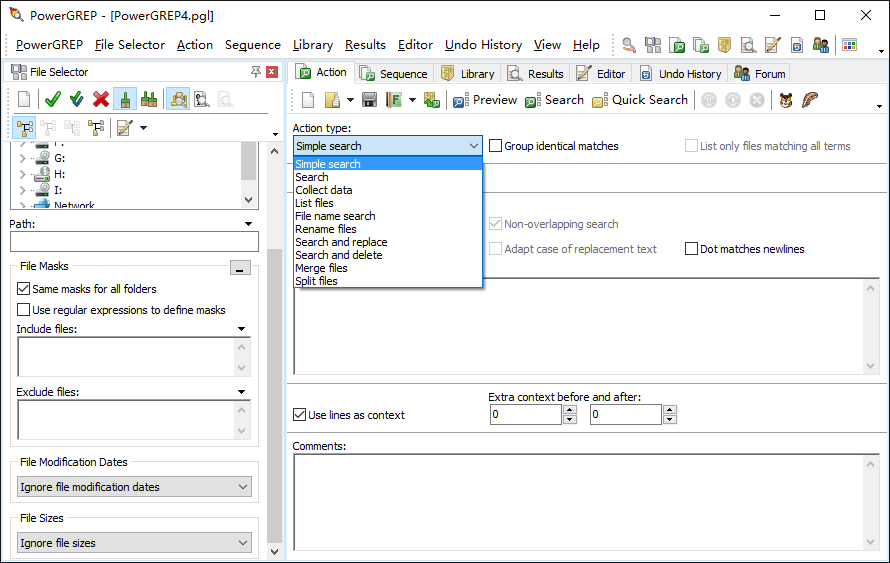 PowerGREP - [PowerGREP4.pgl]
PowerGREP File Selector Action Sequence Library Results Editor Undo History View Help
File Selector
Action Sequence Library Results Editor Undo History Forum
Preview Search Quick Search
Action type:
Simple search
Group identical matches
List only files matching all terms
Simple search
Search
Collect data
List files
File name search
Rename files
Search and replace
Search and delete
Merge files
Split files
Non-overlapping search
Adapt case of replacement text
Dot matches newlines
G:
H:
I:
Network
Path:
File Masks
Same masks for all folders
Use regular expressions to define masks
Include files:
Exclude files:
File Modification Dates
Ignore file modification dates
File Sizes
Ignore file sizes
Use lines as context
Extra context before and after:
0 0
Comments: